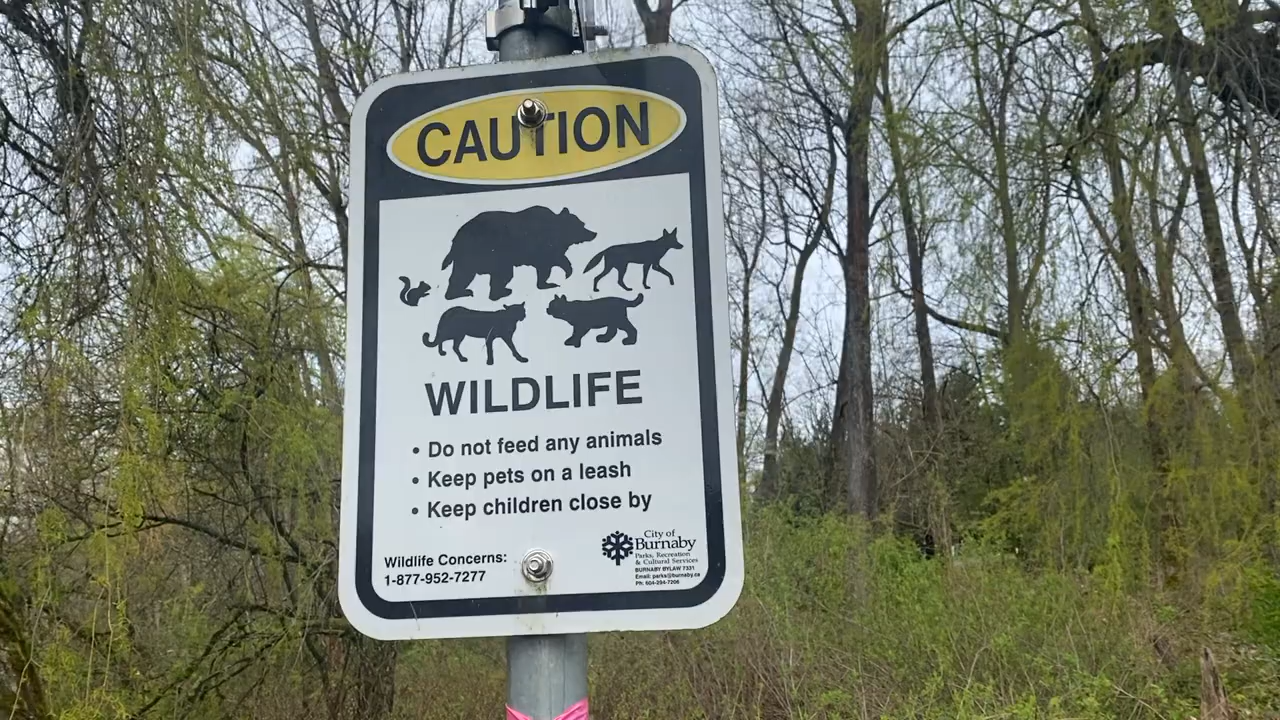 CAUTION
WILDLIFE
• Do not feed any animals
• Keep pets on a leash
• Keep children close by
Wildlife Concerns:
1-877-952-7277
City of
Burnaby
Parks, Recreation
& Cultural Services
BURNABY BYLAW 7331
Email: parks@burnaby.ca
Ph: 604-294-7206